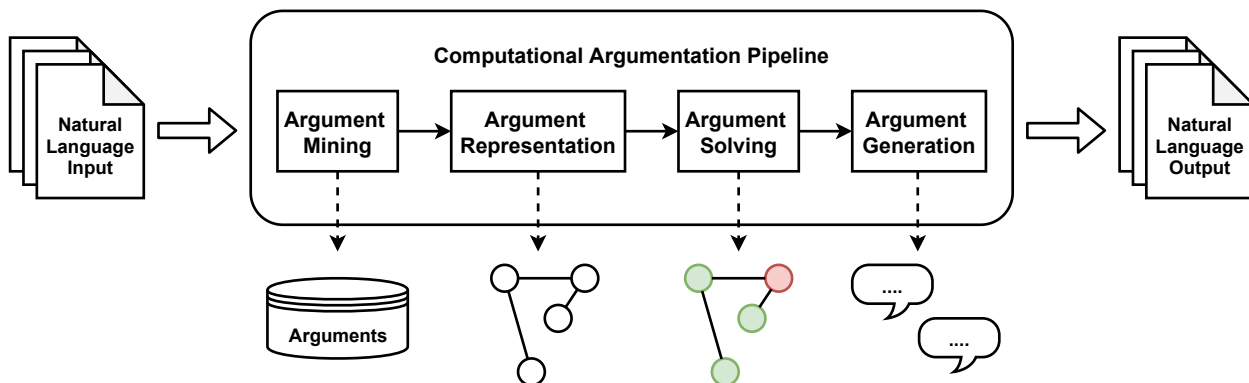 Computational Argumentation Pipeline
Natural
Language
Input
Argument
Mining
Argument
Representation
Argument
Solving
Argument
Generation
Natural
Language
Output
Arguments
....
....